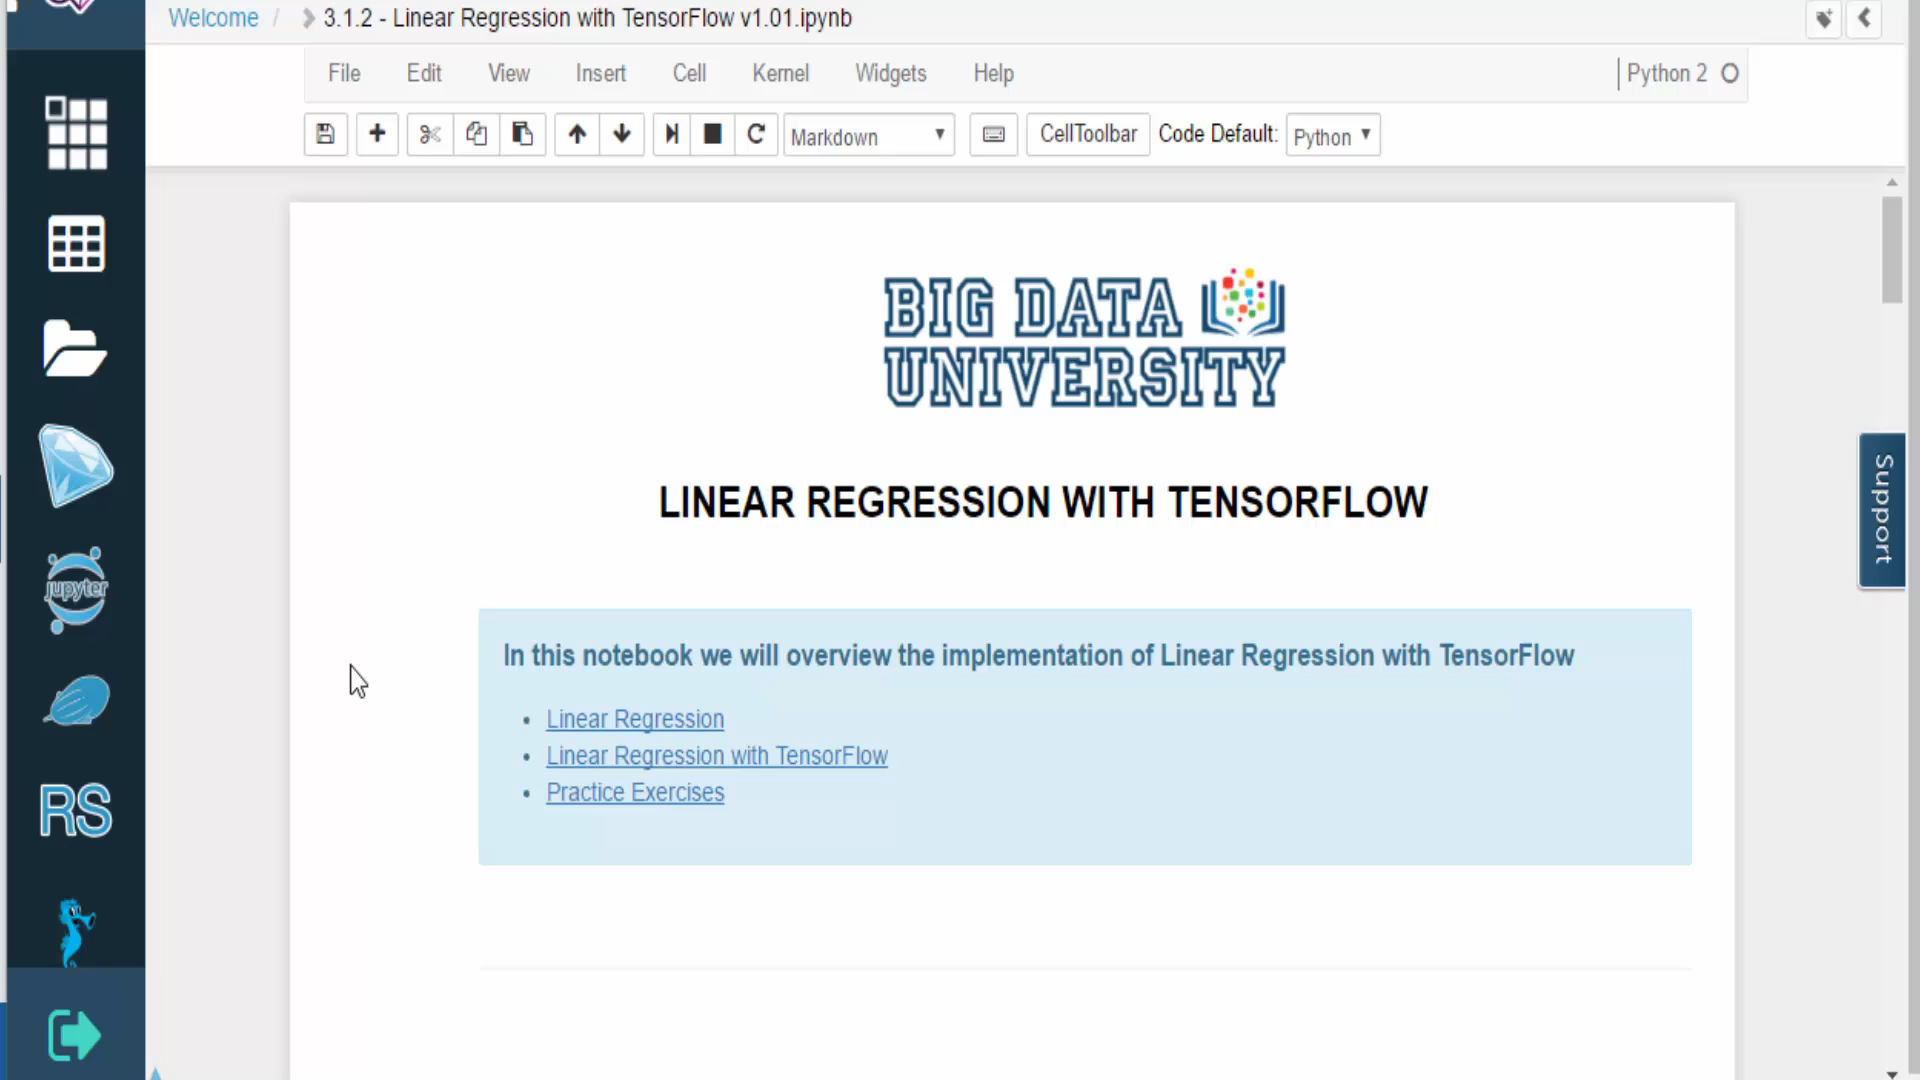 Welcome / 3.1.2 - Linear Regression with TensorFlow v1.01.ipynb
File Edit View Insert Cell Kernel Widgets Help Python 2
Markdown CellToolbar Code Default: Python
BIG DATA
UNIVERSITY
LINEAR REGRESSION WITH TENSORFLOW
In this notebook we will overview the implementation of Linear Regression with TensorFlow
Linear Regression
Linear Regression with TensorFlow
Practice Exercises
Support
jupyter
RS